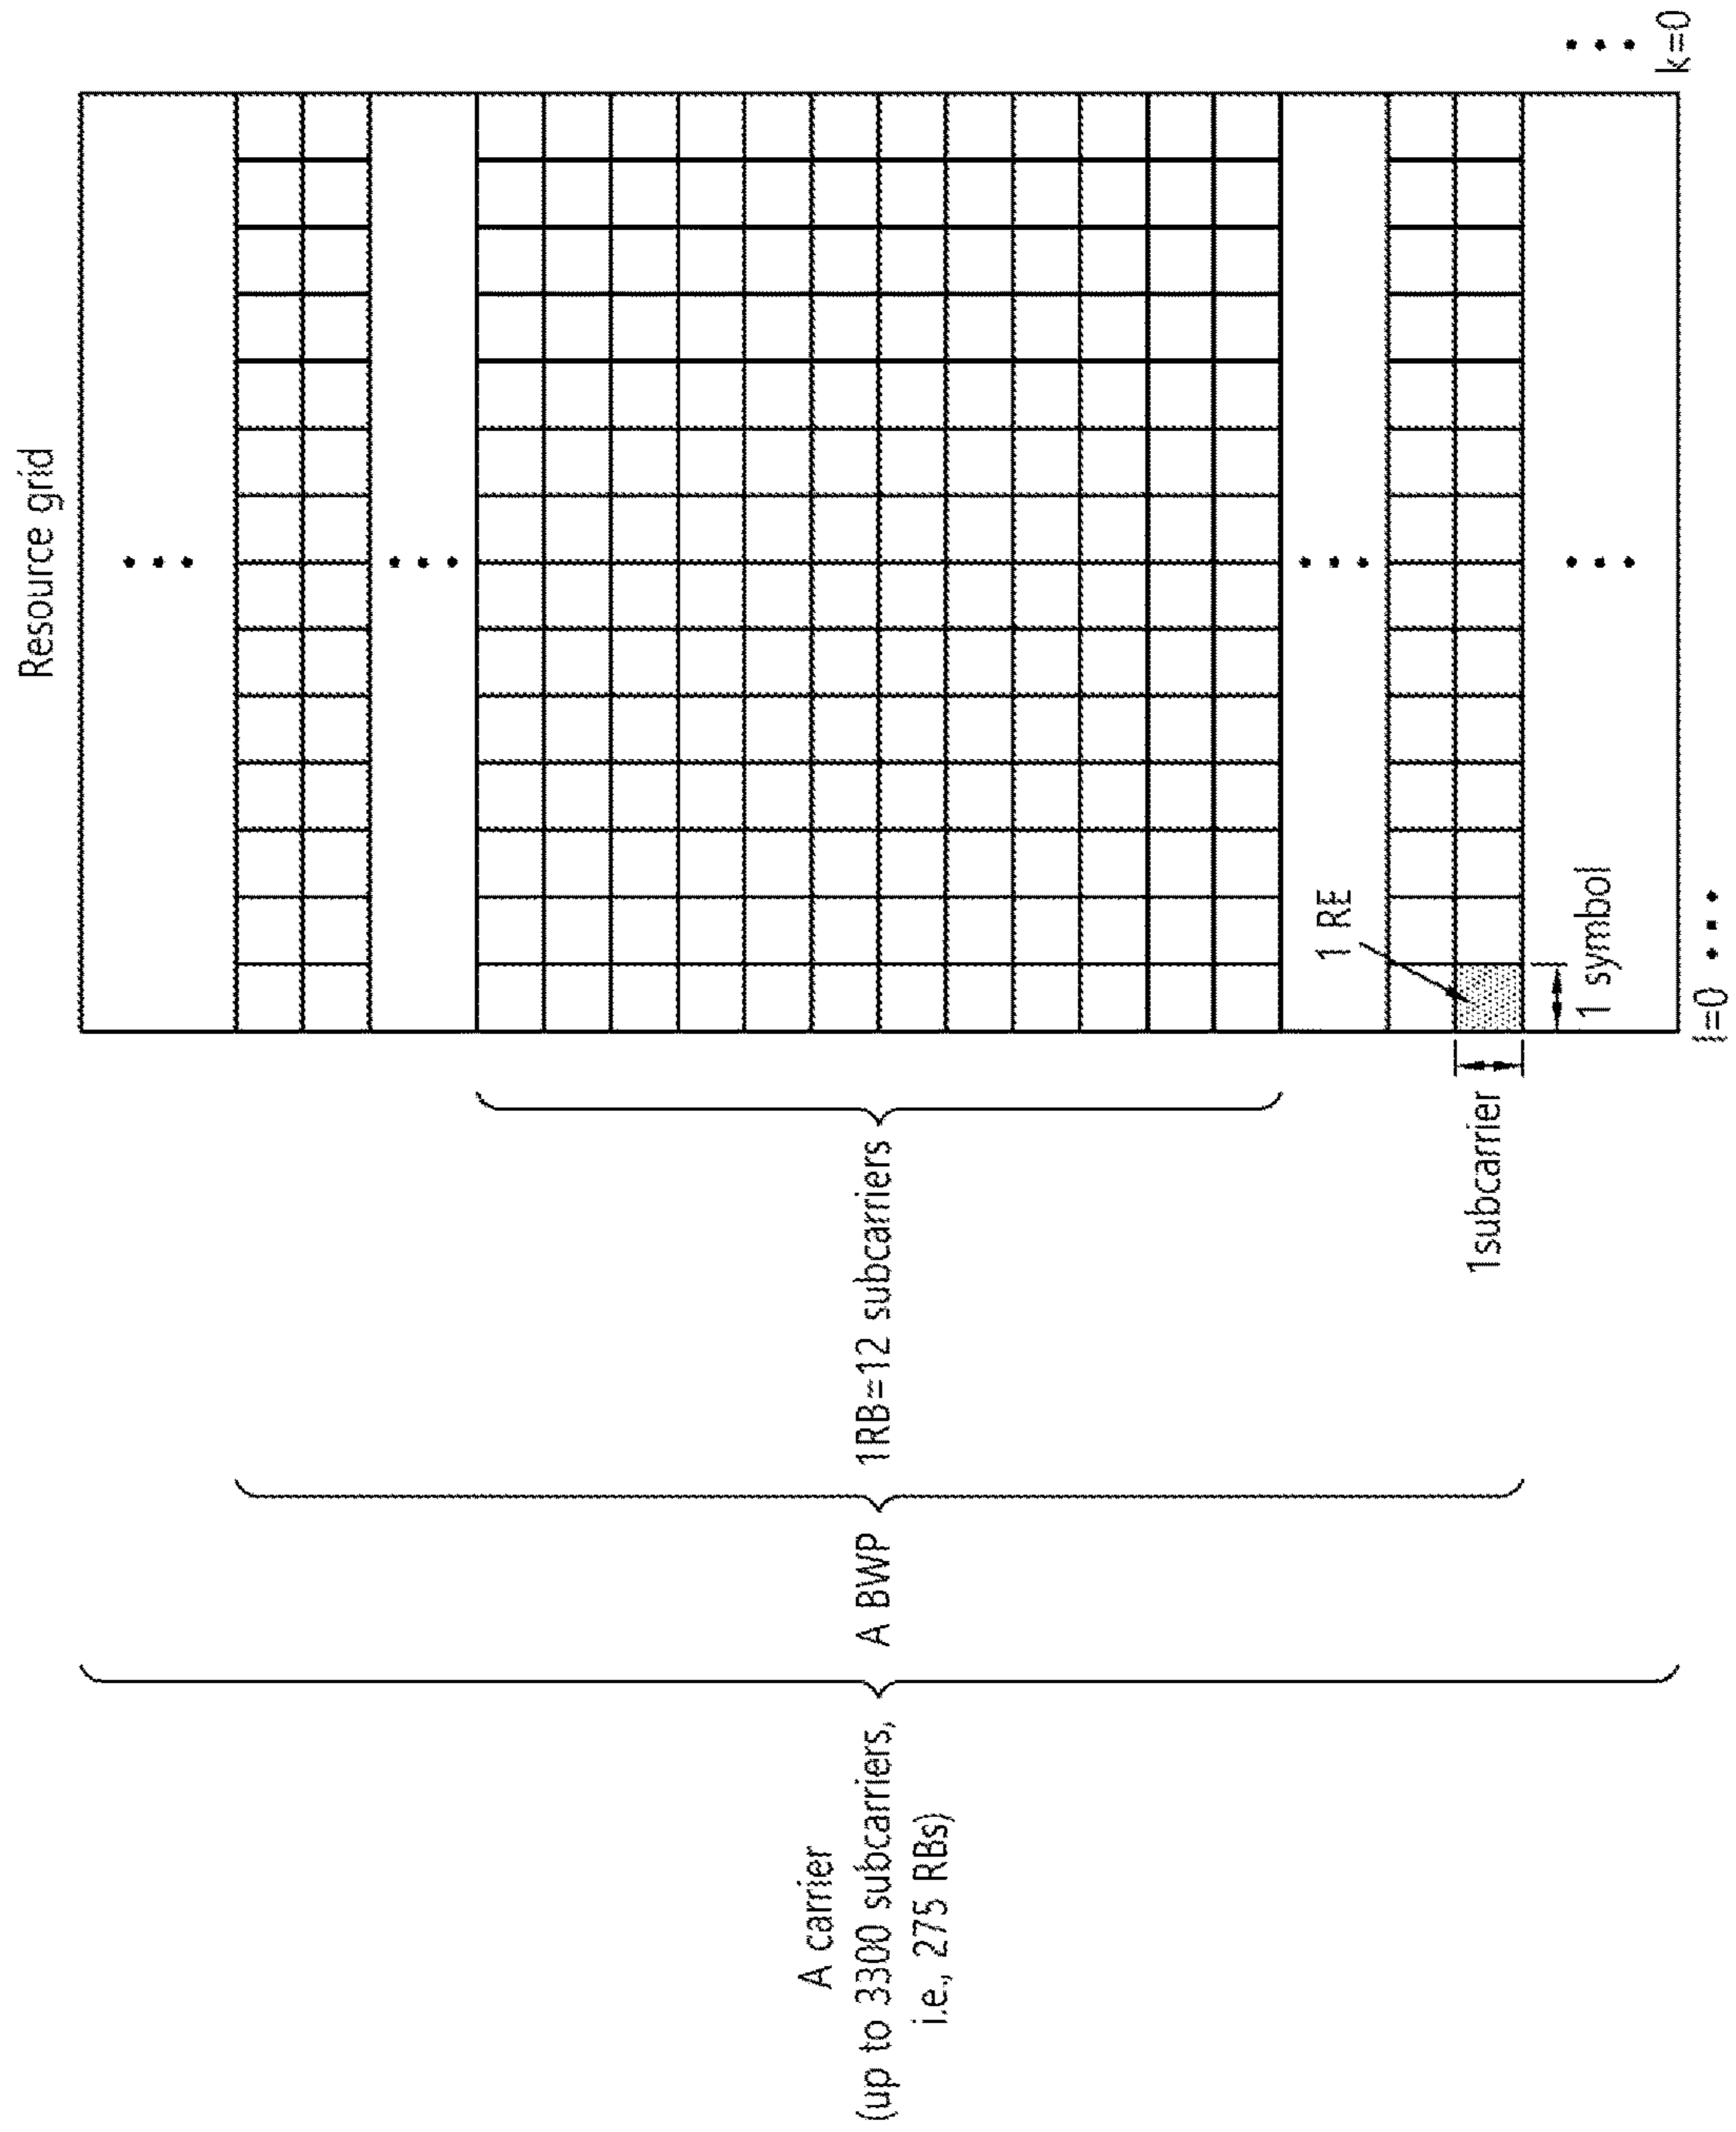 Resource grid
A carrier
(up to 3300 subcarriers,
i.e., 275 RBs)
A BWP
1RB=12 subcarriers
1subcarrier
1 RE
1 symbol
l=0
k=0